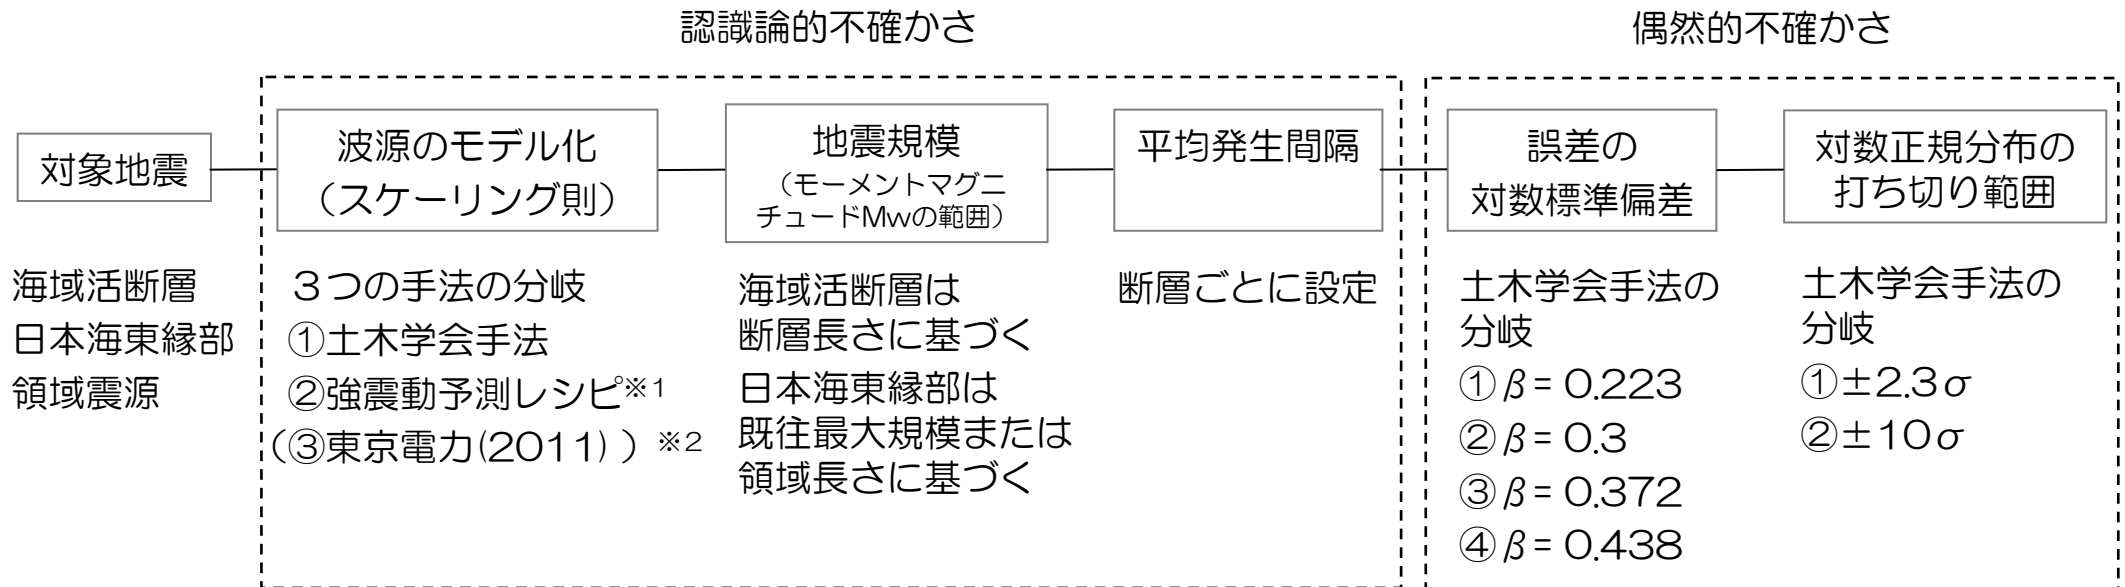 認識論的不確かさ
偶然的不確かさ
対象地震
波源のモデル化
（スケーリング則）
地震規模
（モーメントマグニ
チュードMwの範囲）
平均発生間隔
誤差の
対数標準偏差
対数正規分布の
打ち切り範囲
海域活断層
日本海東縁部
領域震源
３つの手法の分岐
①土木学会手法
②強震動予測レシピ※1
（③東京電力(2011) ）※2
海域活断層は
断層長さに基づく
日本海東縁部は
既往最大規模または
領域長さに基づく
断層ごとに設定
土木学会手法の
分岐
①β= 0.223
②β= 0.3
③β= 0.372
④β= 0.438
土木学会手法の
分岐
①±2.3σ
②±10σ